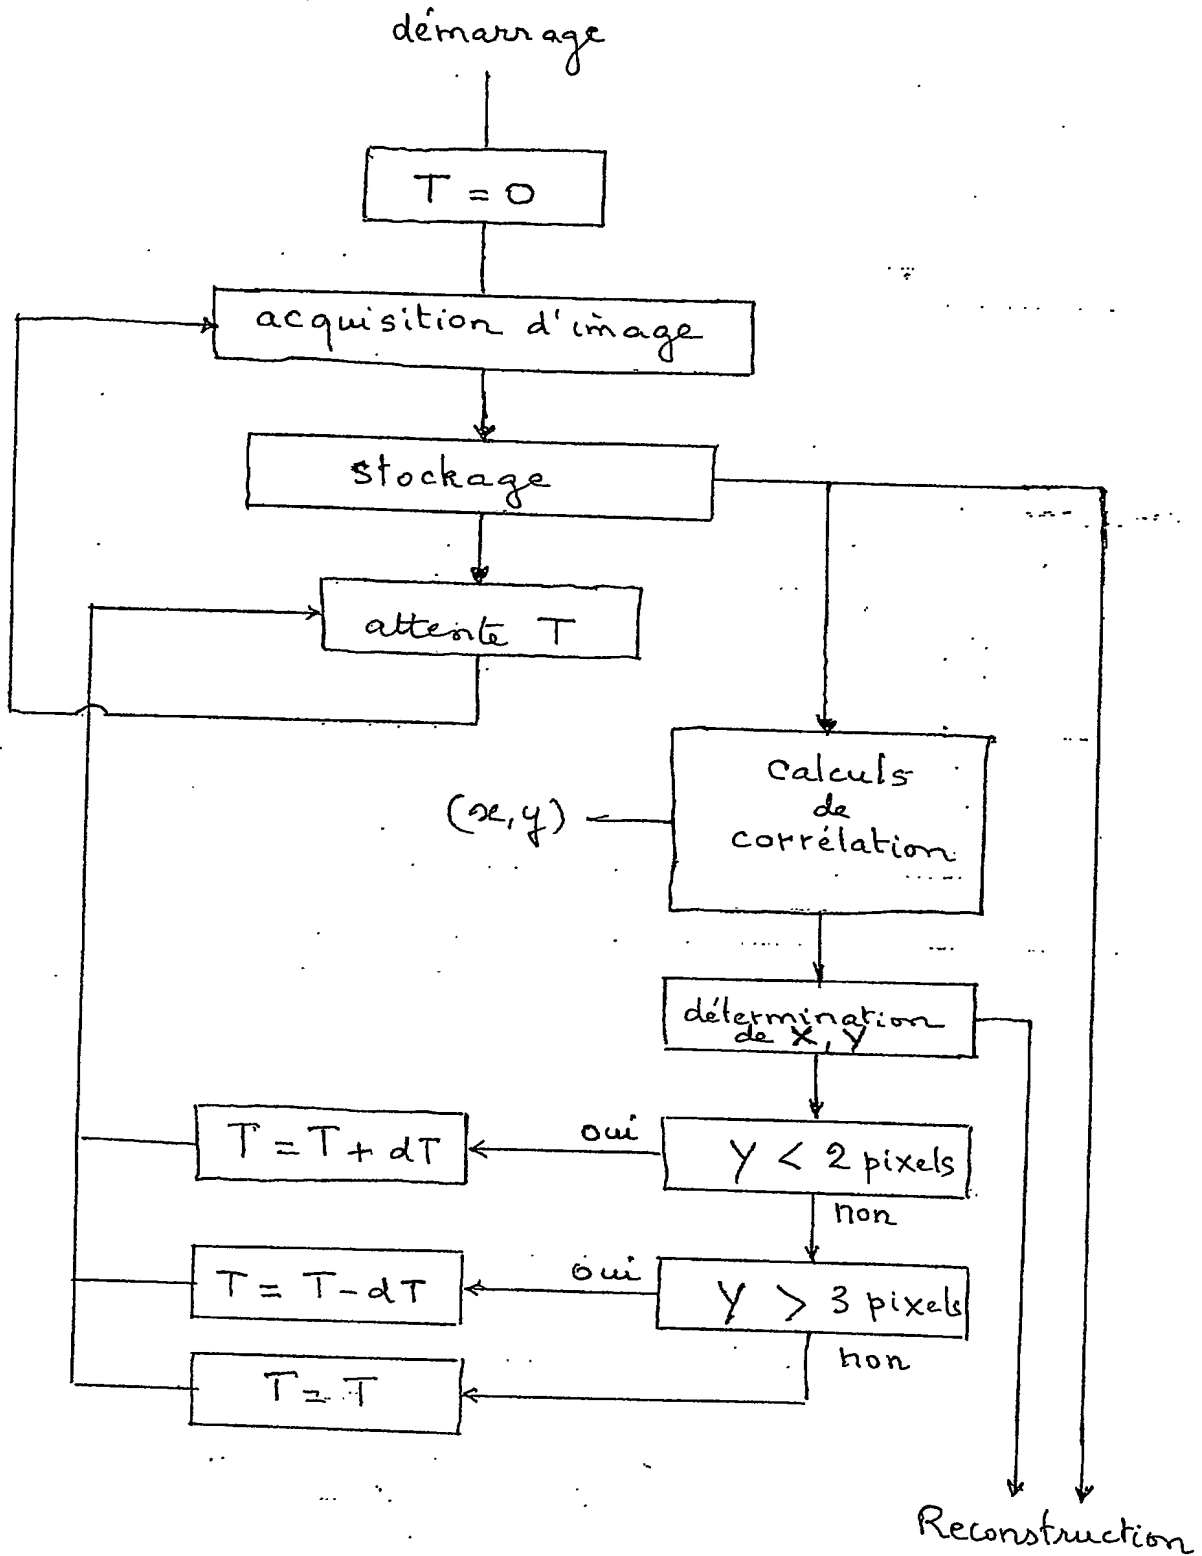 démarrage
T = 0
acquisition d'image
stockage
attente T
calculs
de
corrélation
(x, y)
détermination
de X, Y
Y < 2 pixels
oui
T = T + dT
non
Y > 3 pixels
oui
T = T - dT
non
T = T
Reconstruction